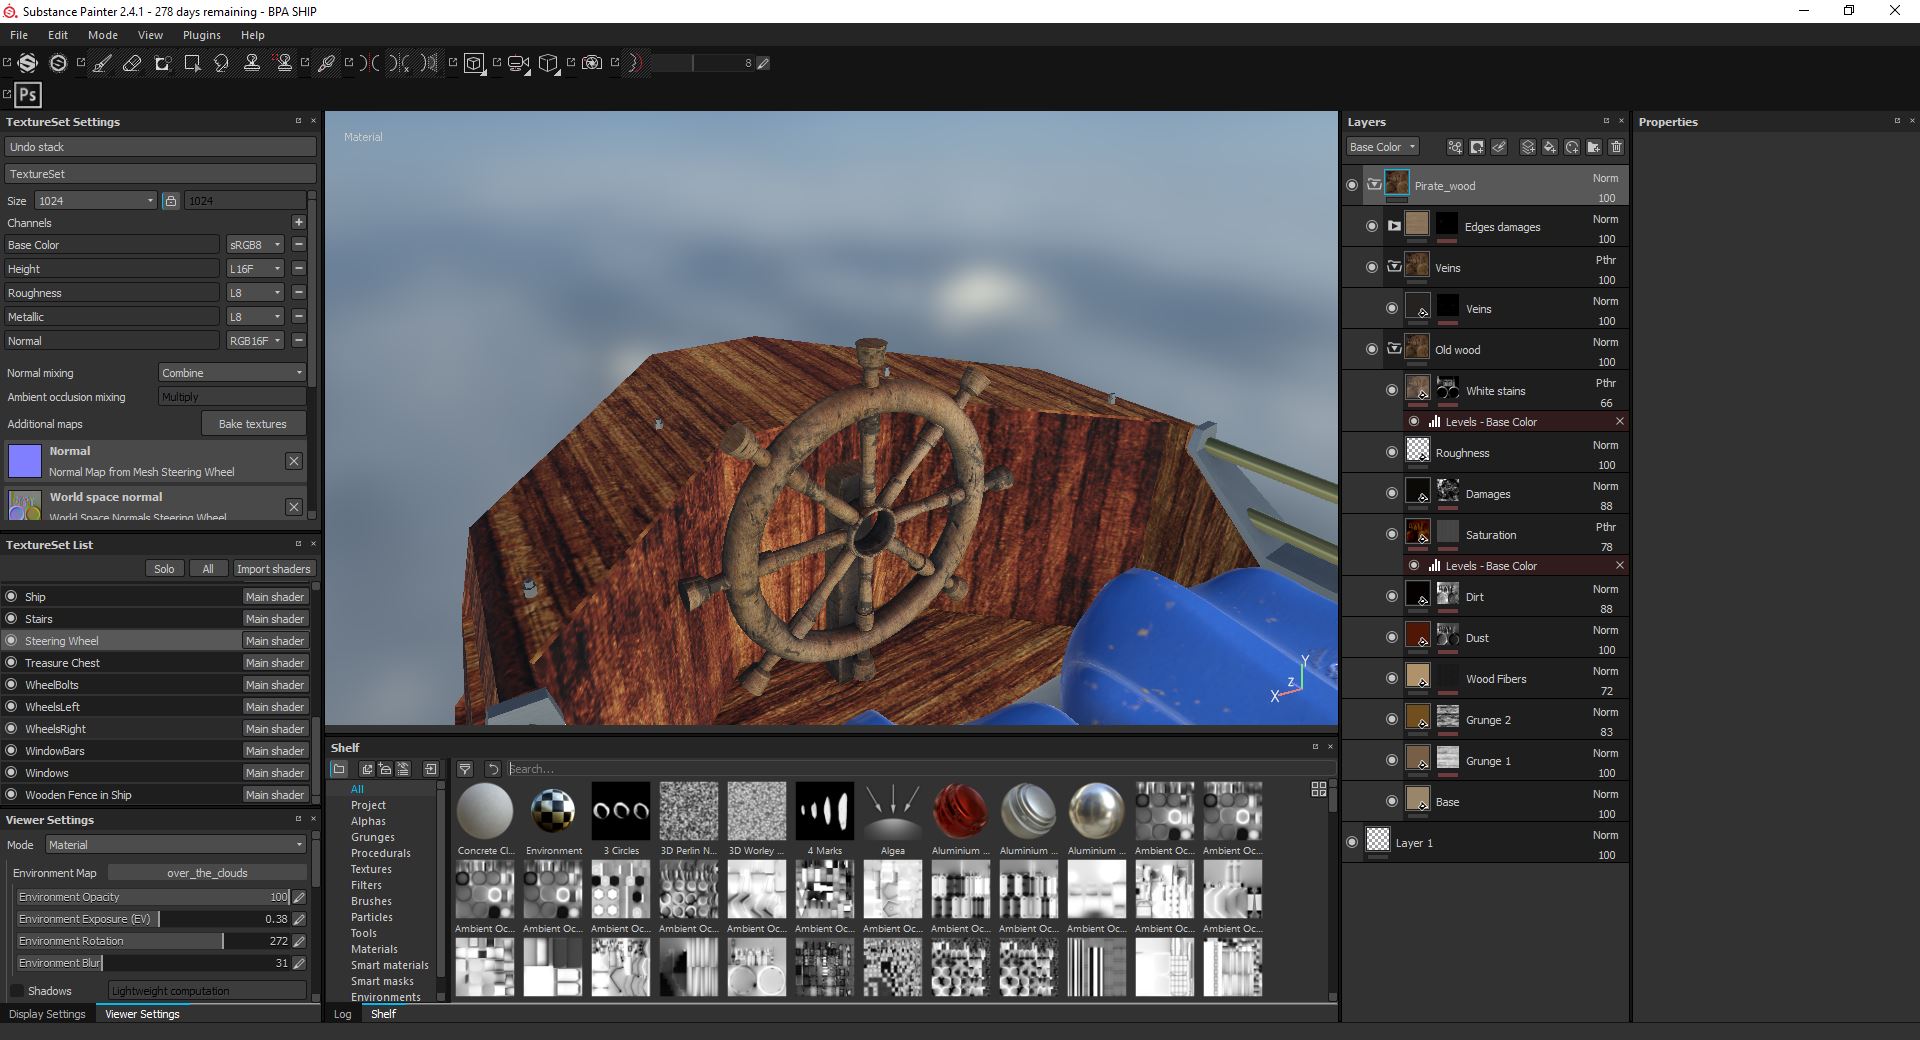 Substance Painter 2.4.1 - 278 days remaining - BPA SHIP
File Edit Mode View Plugins Help
8
Ps
TextureSet Settings
Undo stack
TextureSet
Size 1024 1024
Channels
Base Color sRGB8
Height L16F
Roughness L8
Metallic L8
Normal RGB16F
Normal mixing Combine
Ambient occlusion mixing Multiply
Additional maps Bake textures
Normal
Normal Map from Mesh Steering Wheel
World space normal
World Space Normals Steering Wheel
TextureSet List
Solo All Import shaders
Ship Main shader
Stairs Main shader
Steering Wheel Main shader
Treasure Chest Main shader
WheelBolts Main shader
WheelsLeft Main shader
WheelsRight Main shader
WindowBars Main shader
Windows Main shader
Wooden Fence in Ship Main shader
Viewer Settings
Mode Material
Environment Map over_the_clouds
Environment Opacity 100
Environment Exposure (EV) 0.38
Environment Rotation 272
Environment Blur 31
Shadows Lightweight computation
Display Settings Viewer Settings
Material
Y
Z
X
Shelf
Search...
All
Project
Alphas
Grunges
Procedurals
Textures
Filters
Brushes
Particles
Tools
Materials
Smart materials
Smart masks
Environments
Concrete Cl... Environment 3 Circles 3D Perlin N... 3D Worley ... 4 Marks Algea Aluminium ... Aluminium ... Aluminium ... Ambient Oc... Ambient Oc...
Ambient Oc... Ambient Oc... Ambient Oc... Ambient Oc... Ambient Oc... Ambient Oc... Ambient Oc... Ambient Oc... Ambient Oc... Ambient Oc... Ambient Oc... Ambient Oc...
Log Shelf
Layers
Base Color
Pirate_wood Norm
100
Edges damages Norm
100
Veins Pthr
100
Veins Norm
100
Old wood Norm
100
White stains Pthr
66
Levels - Base Color
Roughness Norm
100
Damages Norm
88
Saturation Pthr
78
Levels - Base Color
Dirt Norm
88
Dust Norm
100
Wood Fibers Norm
72
Grunge 2 Norm
83
Grunge 1 Norm
100
Base Norm
100
Layer 1 Norm
100
Properties